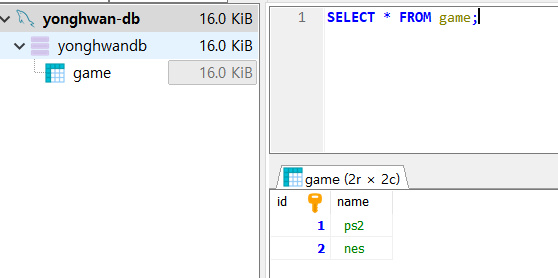 yonghwan-db 16.0 KiB
yonghwandb 16.0 KiB
game 16.0 KiB
1 SELECT * FROM game;
game (2r × 2c)
id name
1 ps2
2 nes